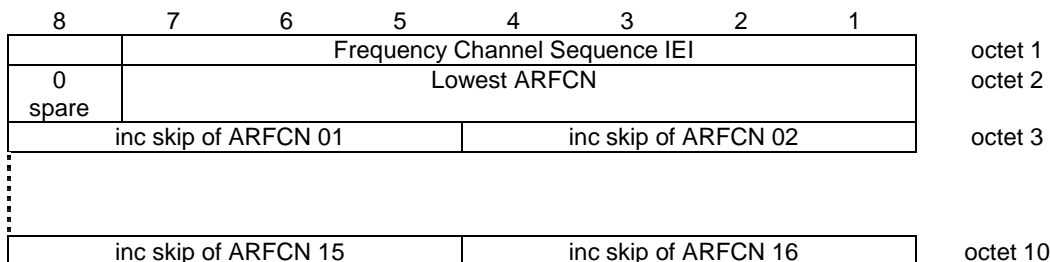 8 7 6 5 4 3 2 1
Frequency Channel Sequence IEI octet 1
0 Lowest ARFCN octet 2
spare
inc skip of ARFCN 01 inc skip of ARFCN 02 octet 3
inc skip of ARFCN 15 inc skip of ARFCN 16 octet 10